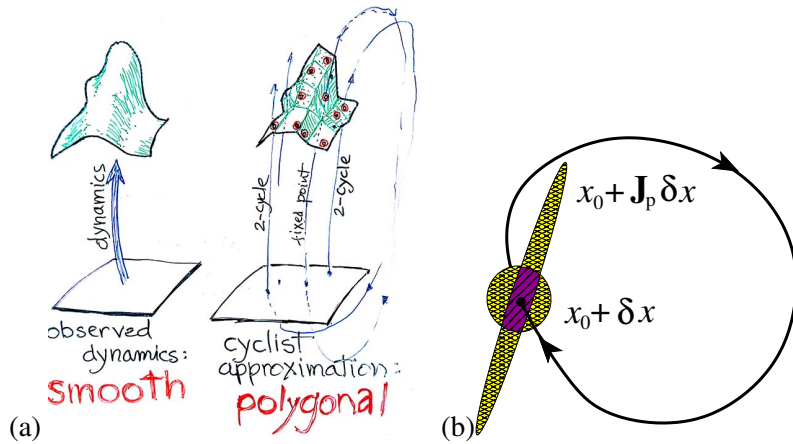 dynamics
observed
dynamics:
smooth
2-cycle
fixed point
2-cycle
cyclist
approximation:
polygonal
(a)
x₀ + Jₚ δx
x₀ + δx
(b)